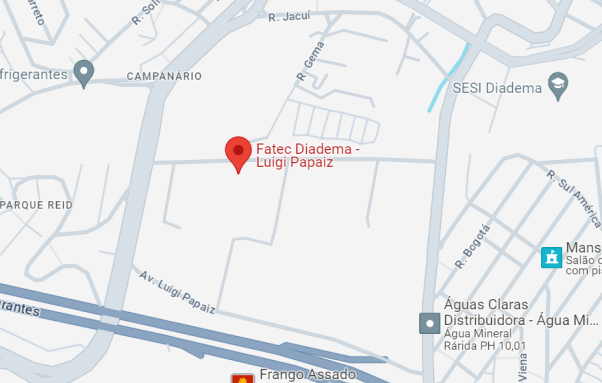 R. Jacuí
R. Gema
frigerantes
CAMPANÁRIO
SESI Diadema
Fatec Diadema -
Luigi Papaiz
R. Sul América
PARQUE REID
R. Bogotá
Mans
Salão d
com pi
Av. Luigi Papaiz
Águas Claras
Distribuidora - Água Mi...
Água Mineral
Rárida PH 10,01
rantes
Viena
Frango Assado